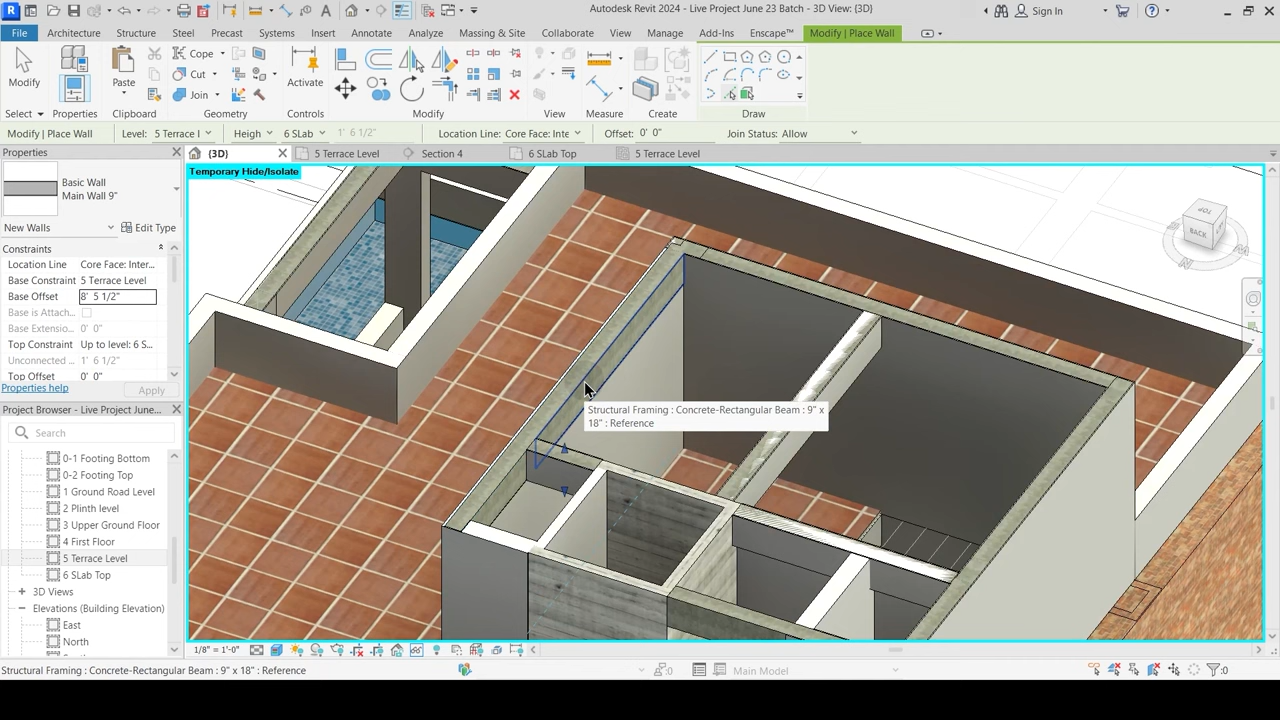 Autodesk Revit 2024 - Live Project June 23 Batch - 3D View: {3D}
Sign In
File Architecture Structure Steel Precast Systems Insert Annotate Analyze Massing & Site Collaborate View Manage Add-Ins Enscape™ Modify | Place Wall
Modify Properties Paste Cope Cut Join Activate
Select Properties Clipboard Geometry Controls Modify View Measure Create Draw
Modify | Place Wall Level: 5 Terrace l Heigh 6 SLab 1' 6 1/2" Location Line: Core Face: Inte Offset: 0' 0" Join Status: Allow
Properties
{3D} 5 Terrace Level Section 4 6 SLab Top 5 Terrace Level
Temporary Hide/Isolate
Basic Wall
Main Wall 9"
New Walls Edit Type
Constraints
Location Line Core Face: Inter...
Base Constraint 5 Terrace Level
Base Offset 8' 5 1/2"
Base is Attach...
Base Extensio... 0' 0"
Top Constraint Up to level: 6 S...
Unconnected ... 1' 6 1/2"
Top Offset 0' 0"
Properties help Apply
Project Browser - Live Project June...
Search
0-1 Footing Bottom
0-2 Footing Top
1 Ground Road Level
2 Plinth level
3 Upper Ground Floor
4 First Floor
5 Terrace Level
6 SLab Top
3D Views
Elevations (Building Elevation)
East
North
Structural Framing : Concrete-Rectangular Beam : 9" x
18" : Reference
TOP
BACK
1/8" = 1'-0"
Structural Framing : Concrete-Rectangular Beam : 9" x 18" : Reference :0 Main Model :0